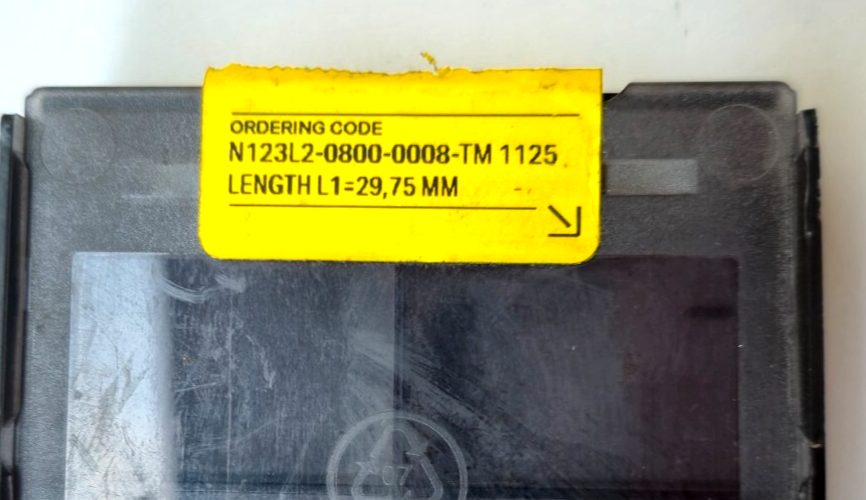 ORDERING CODE
N123L2-0800-0008-TM 1125
LENGTH L1=29,75 MM